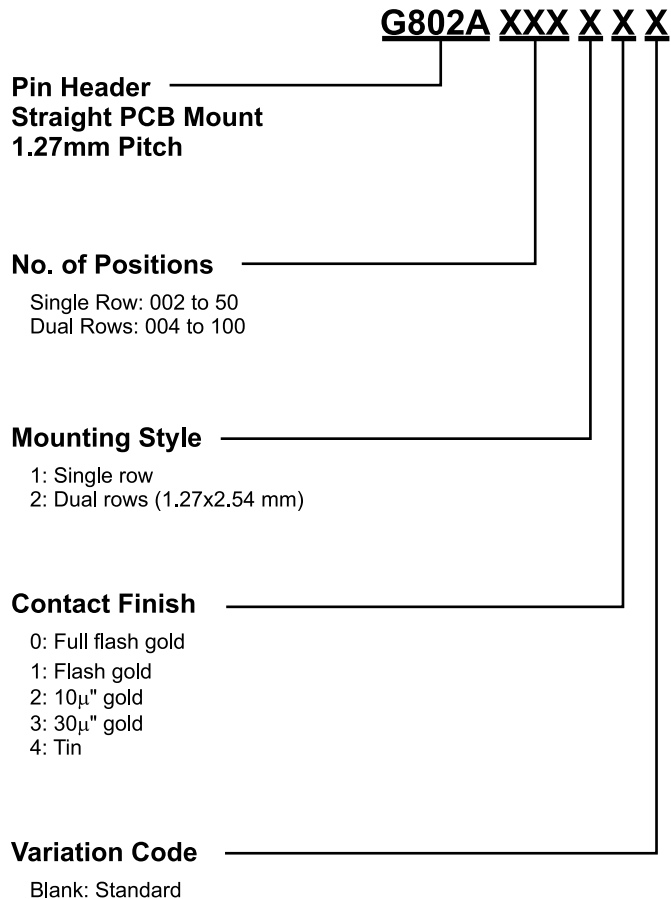 G802A XXX X X X
Pin Header
Straight PCB Mount
1.27mm Pitch
No. of Positions
Single Row: 002 to 50
Dual Rows: 004 to 100
Mounting Style
1: Single row
2: Dual rows (1.27x2.54 mm)
Contact Finish
0: Full flash gold
1: Flash gold
2: 10μ" gold
3: 30μ" gold
4: Tin
Variation Code
Blank: Standard